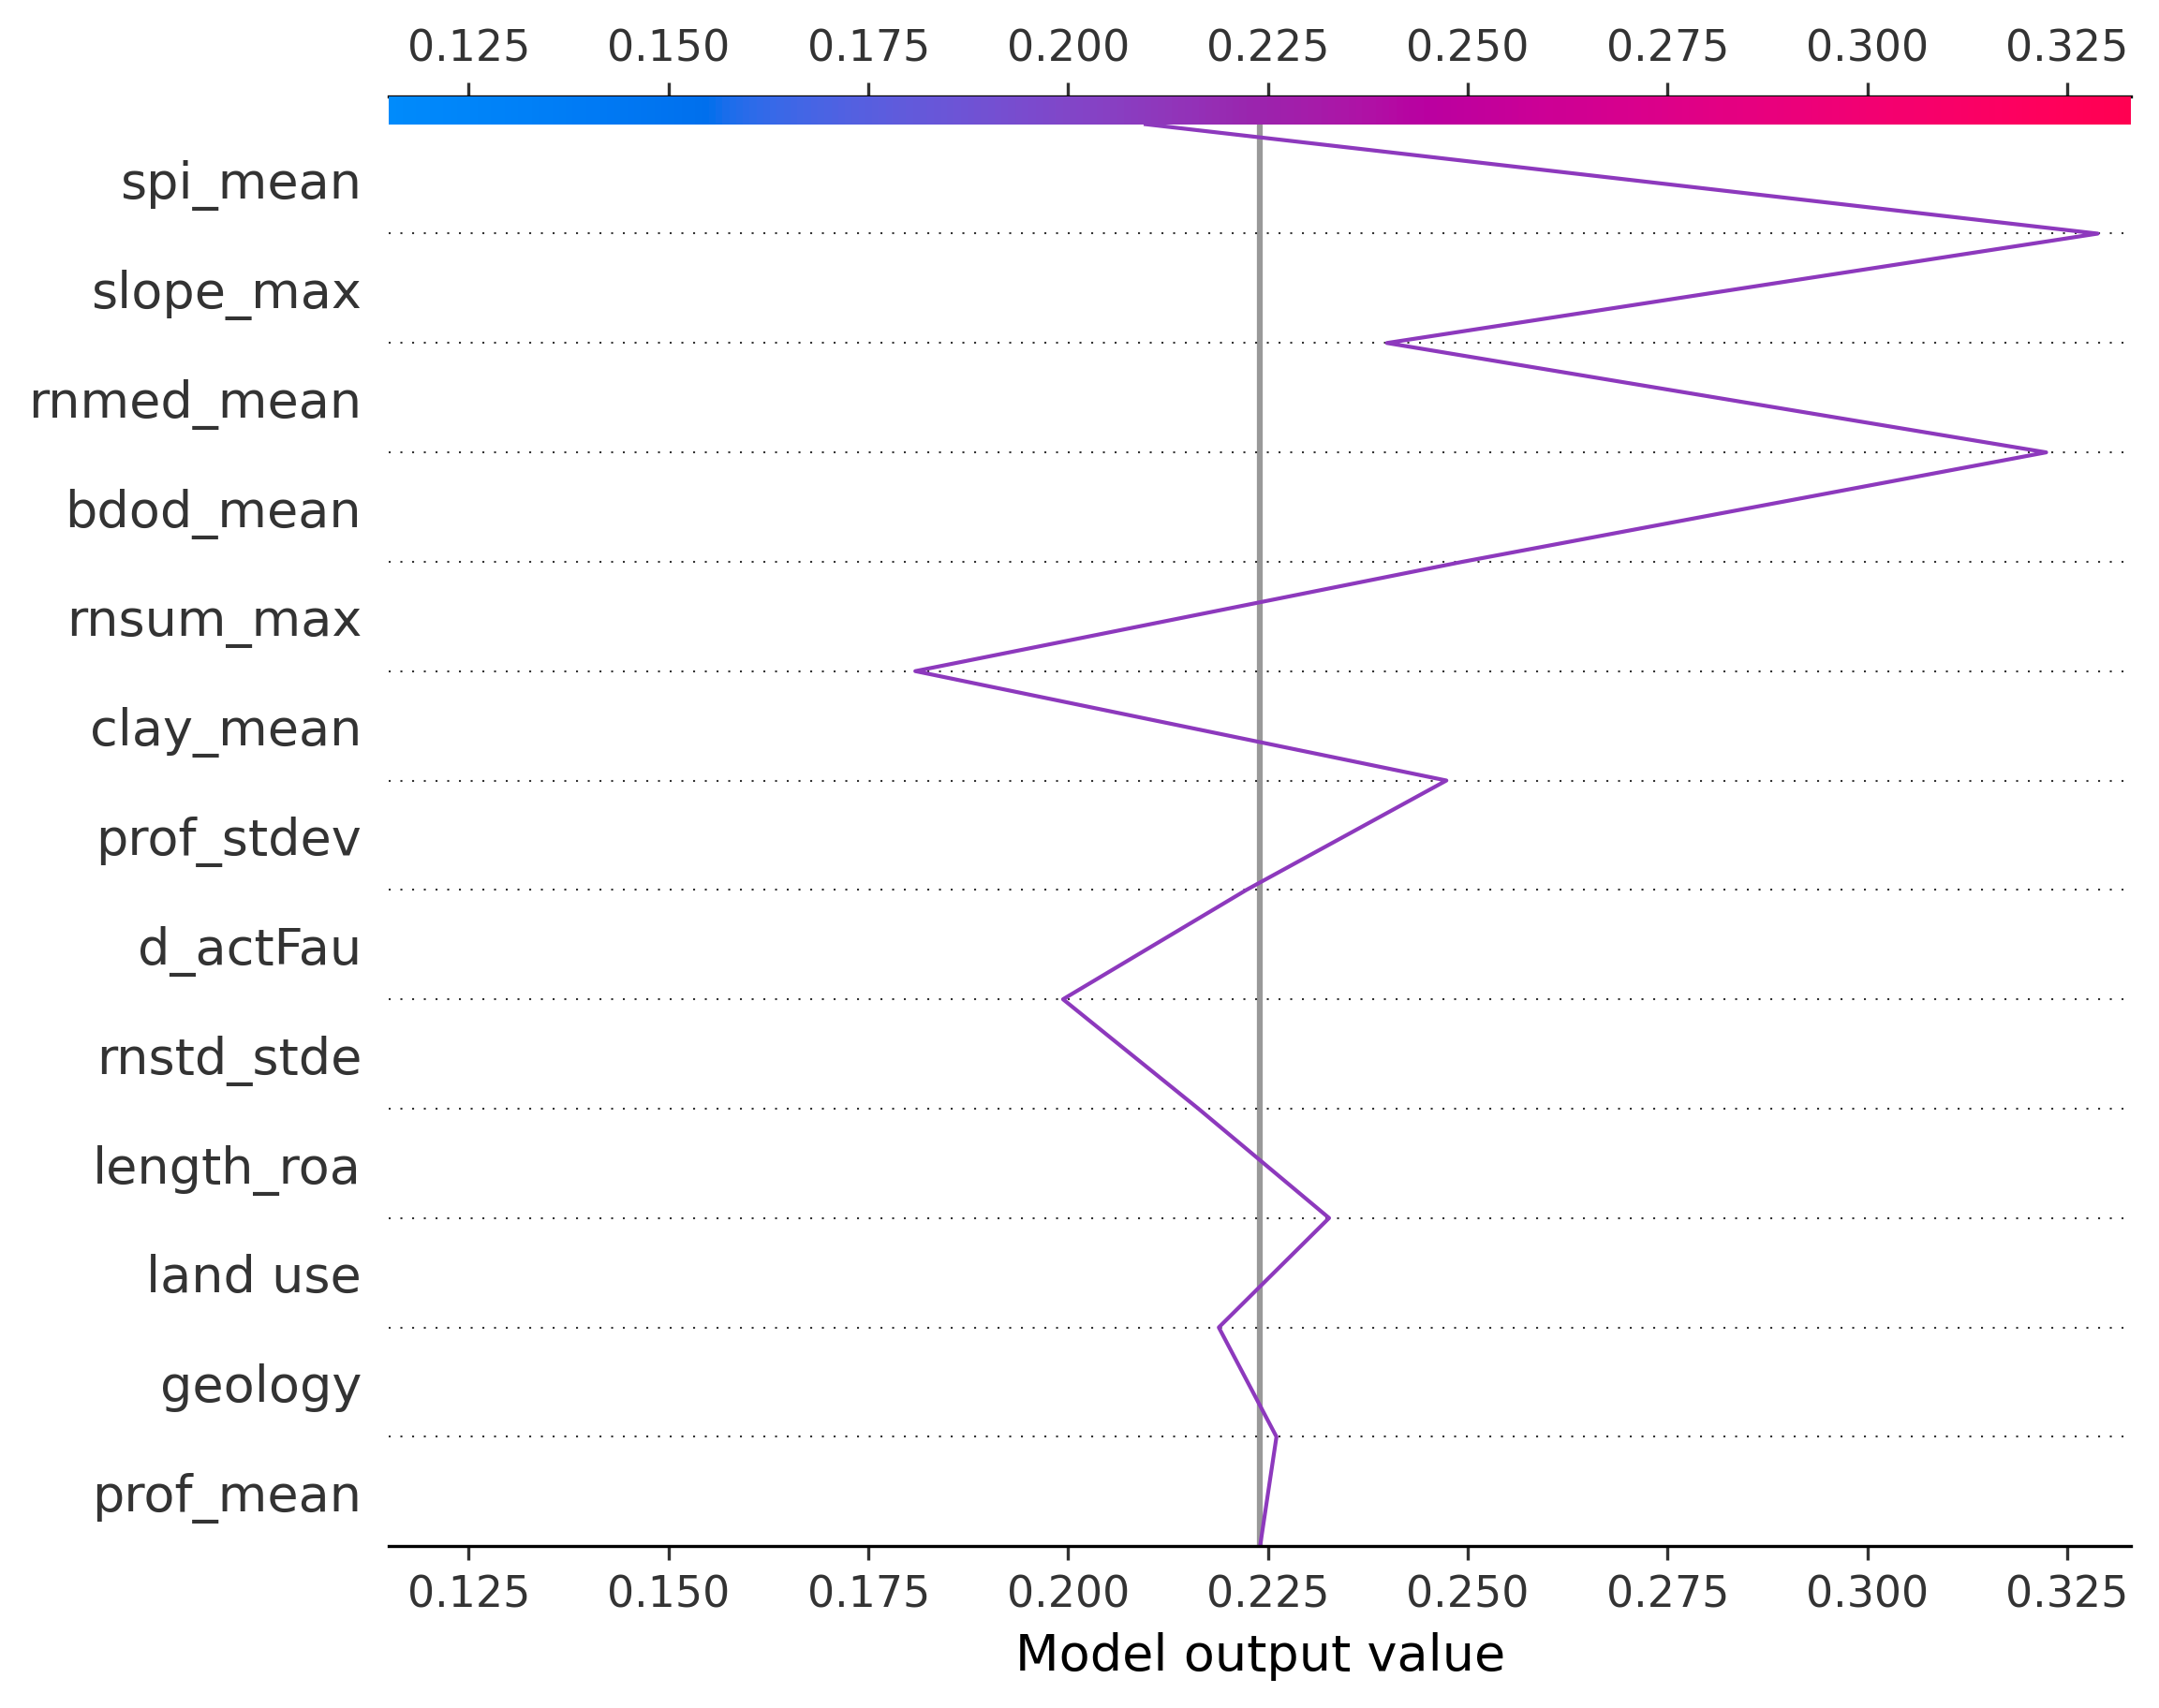 0.125 0.150 0.175 0.200 0.225 0.250 0.275 0.300 0.325
spi_mean
slope_max
rnmed_mean
bdod_mean
rnsum_max
clay_mean
prof_stdev
d_actFau
rnstd_stde
length_roa
land use
geology
prof_mean
0.125 0.150 0.175 0.200 0.225 0.250 0.275 0.300 0.325
Model output value